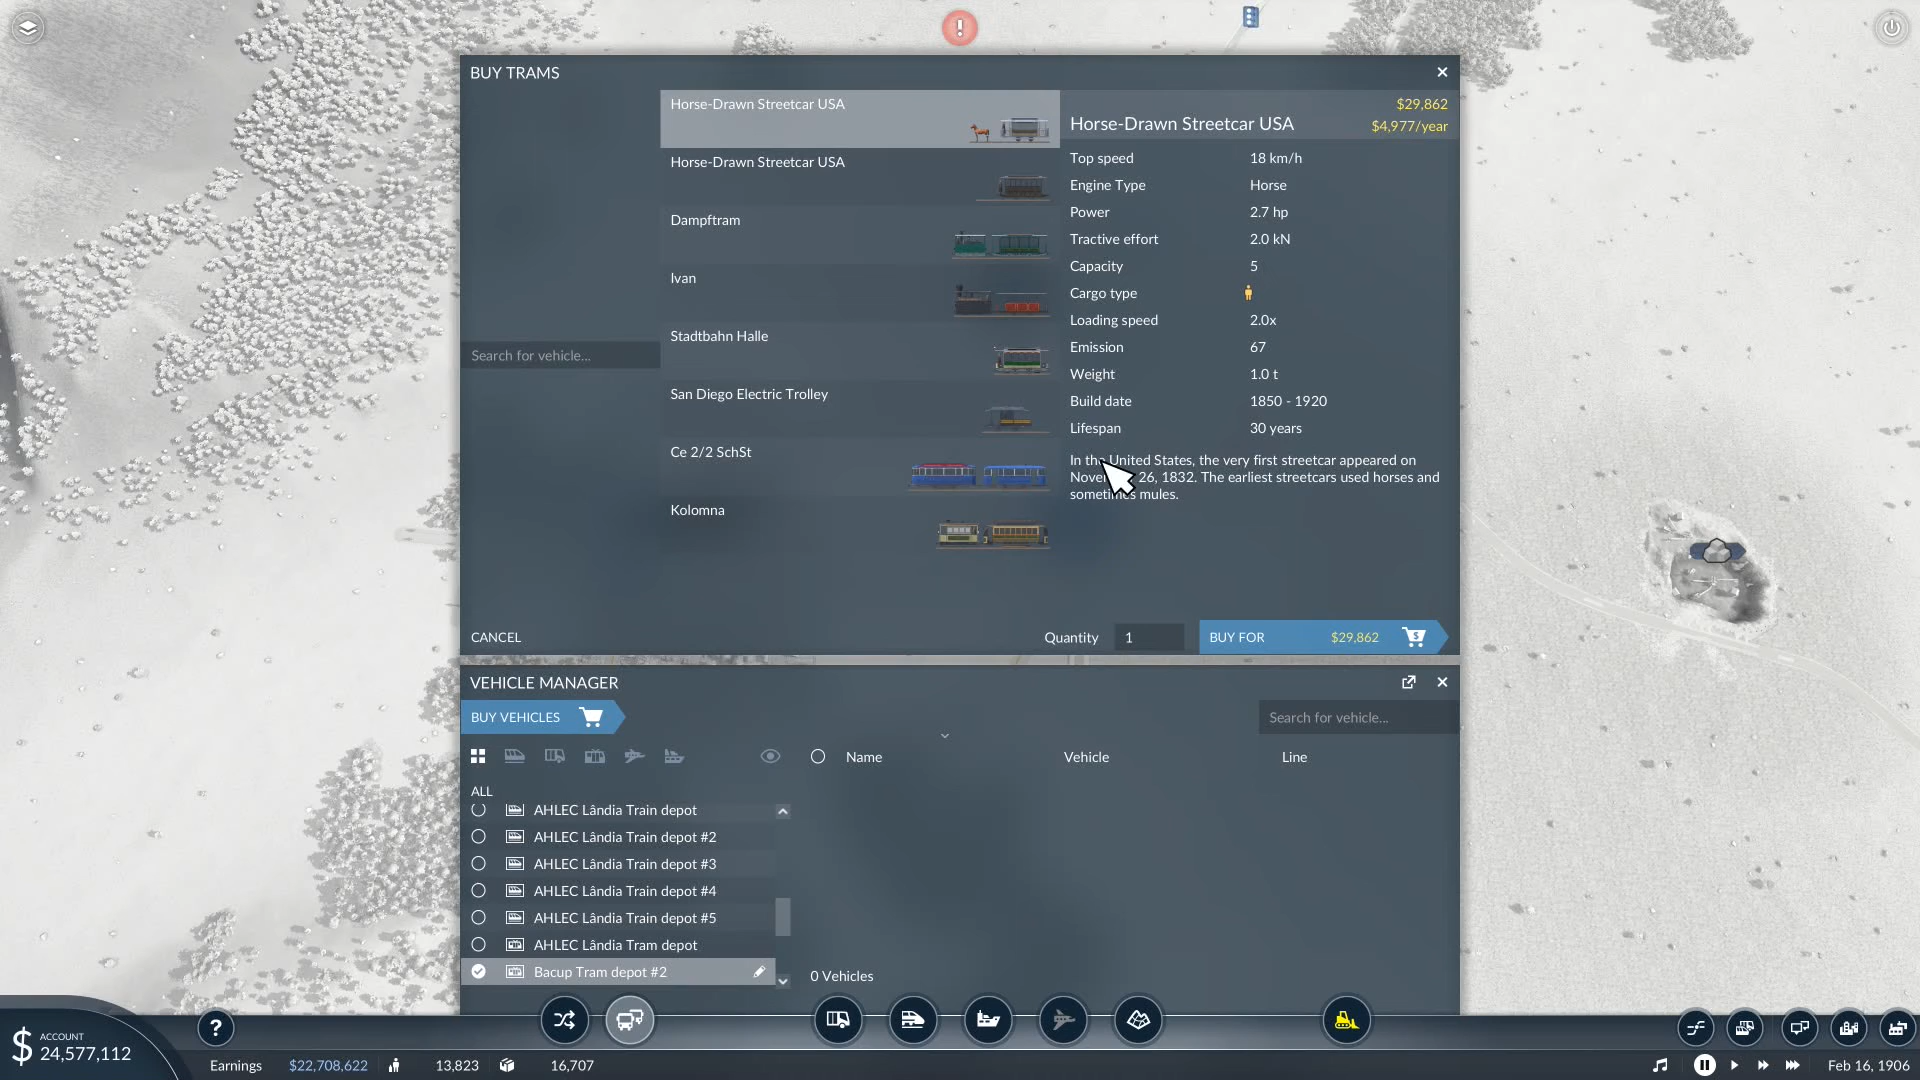 BUY TRAMS
Horse-Drawn Streetcar USA
Horse-Drawn Streetcar USA
Dampftram
Ivan
Search for vehicle...
Stadtbahn Halle
San Diego Electric Trolley
Ce 2/2 SchSt
Kolomna
$29,862
Horse-Drawn Streetcar USA
$4,977/year
Top speed 18 km/h
Engine Type Horse
Power 2.7 hp
Tractive effort 2.0 kN
Capacity 5
Cargo type
Loading speed 2.0x
Emission 67
Weight 1.0 t
Build date 1850 - 1920
Lifespan 30 years
In the United States, the very first streetcar appeared on
26, 1832. The earliest streetcars used horses and
sometimes mules.
CANCEL
Quantity 1
BUY FOR $29,862
VEHICLE MANAGER
BUY VEHICLES
Search for vehicle...
Name Vehicle Line
ALL
AHLEC Lândia Train depot
AHLEC Lândia Train depot #2
AHLEC Lândia Train depot #3
AHLEC Lândia Train depot #4
AHLEC Lândia Train depot #5
AHLEC Lândia Tram depot
Bacup Tram depot #2
0 Vehicles
?
$ ACCOUNT
24,577,112
Earnings $22,708,622 13,823 16,707
Feb 16, 1906